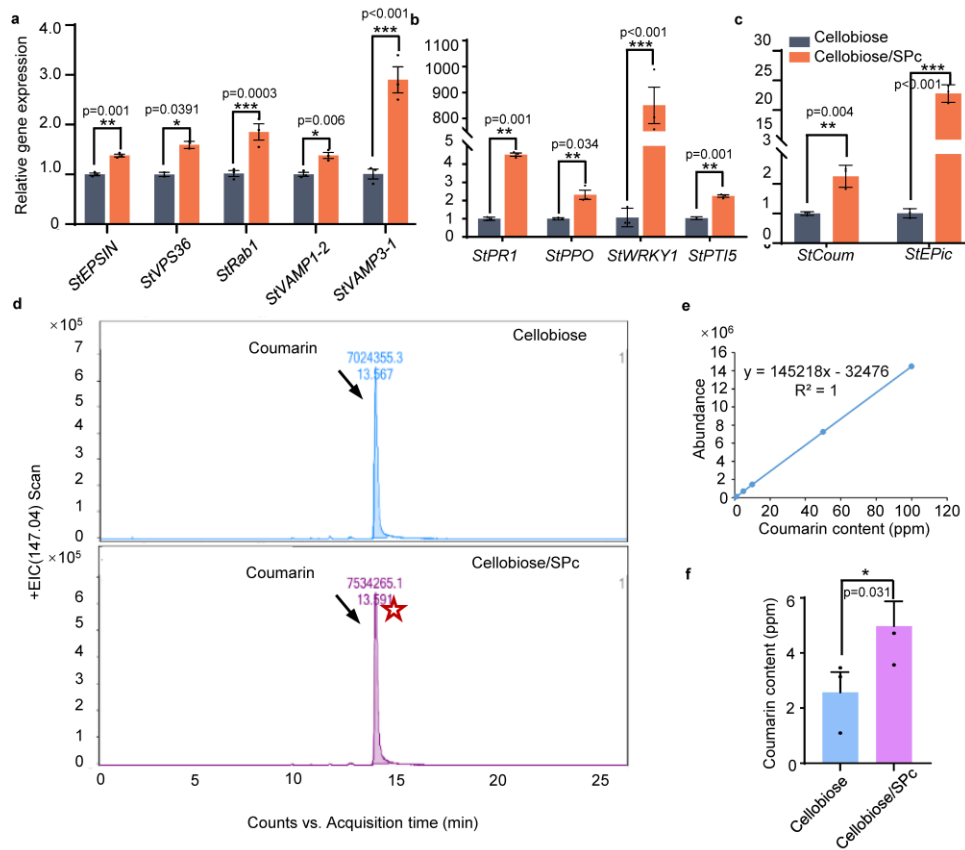 a
Relative gene expression
4.0
3.0
2.0
1.0
0
p=0.001
**
p=0.0391
*
p=0.0003
***
p=0.006
*
p<0.001
***
StEPSIN
StVPS36
StRab1
StVAMP1-2
StVAMP3-1
b
1000
900
800
5
4
3
2
1
0
p=0.001
**
p=0.034
**
p<0.001
***
p=0.001
**
StPR1
StPPO
StWRKY1
StPTI5
c
Cellobiose
Cellobiose/SPc
25
20
15
10
3
2
1
p=0.004
**
***
p<0.001
StCoum
StEPic
d
+EIC(147.04) Scan
×10⁵
7
6
5
4
3
2
1
0
Coumarin
7024355.3
13.567
Cellobiose
1
×10⁵
6
5
4
3
2
1
0
Coumarin
7534265.1
13.591
Cellobiose/SPc
1
0
5
10
15
20
25
Counts vs. Acquisition time (min)
e
×10⁶
Abundance
16
14
12
10
8
6
4
2
0
y = 145218x - 32476
R² = 1
0
20
40
60
80
100
120
Coumarin content (ppm)
f
Coumarin content (ppm)
6
4
2
0
*
p=0.031
Cellobiose
Cellobiose/SPc